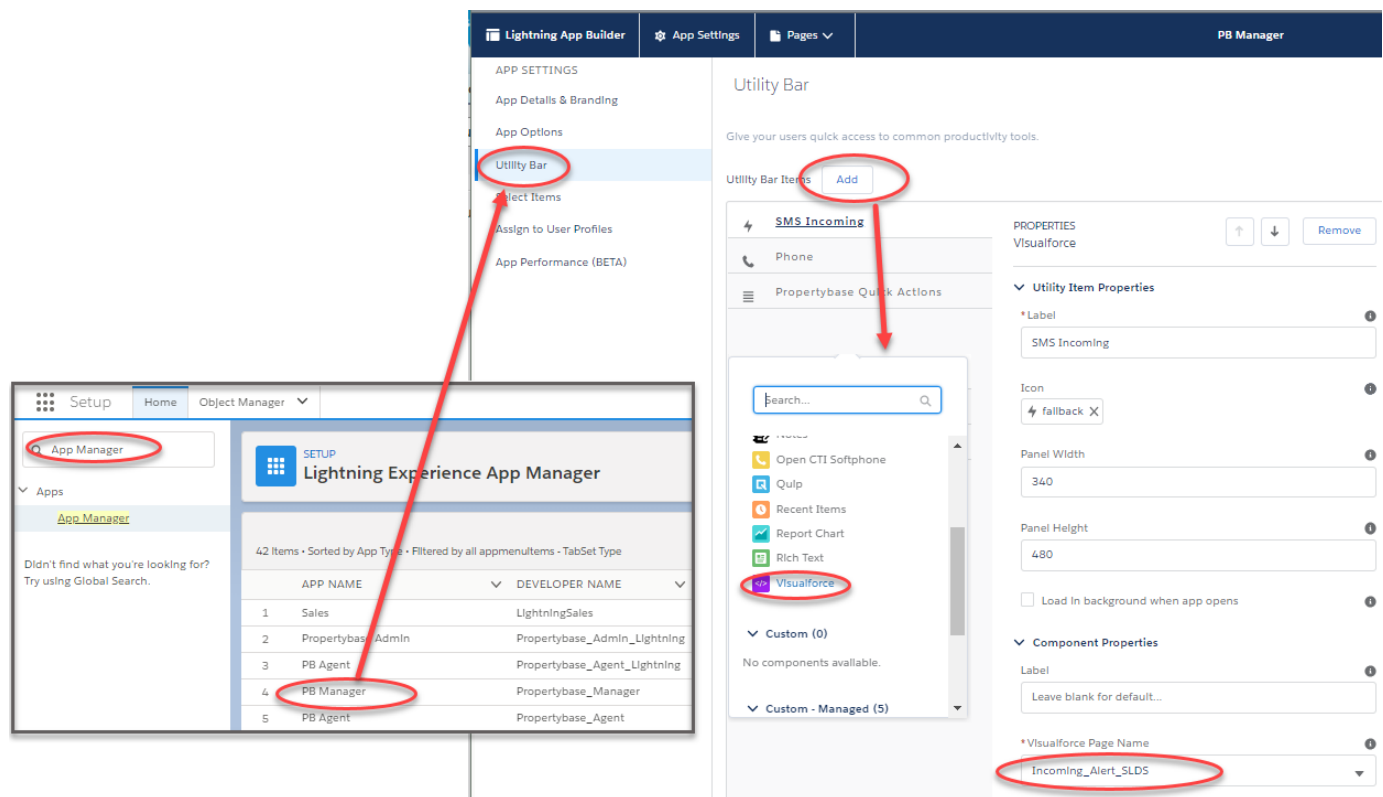 Lightning App Builder
App Settings
Pages
PB Manager
APP SETTINGS
App Details & Branding
App Options
Utility Bar
Select Items
Assign to User Profiles
App Performance (BETA)
Utility Bar
Give your users quick access to common productivity tools.
Utility Bar Items
Add
SMS Incoming
Phone
Propertybase Quick Actions
Search...
Notes
Open CTI Softphone
Quip
Recent Items
Report Chart
Rich Text
Visualforce
Custom (0)
No components available.
Custom - Managed (5)
PROPERTIES
Visualforce
Remove
Utility Item Properties
*Label
SMS Incoming
Icon
fallback
Panel Width
340
Panel Height
480
Load in background when app opens
Component Properties
Label
Leave blank for default...
*Visualforce Page Name
Incoming_Alert_SLDS
Setup
Home
Object Manager
App Manager
Apps
App Manager
Didn't find what you're looking for?
Try using Global Search.
SETUP
Lightning Experience App Manager
42 Items • Sorted by App Type • Filtered by all appmenuitems - TabSet Type
APP NAME DEVELOPER NAME
1 Sales LightningSales
2 Propertybase Admin Propertybase_Admin_Lightning
3 PB Agent Propertybase_Agent_Lightning
4 PB Manager Propertybase_Manager
5 PB Agent Propertybase_Agent